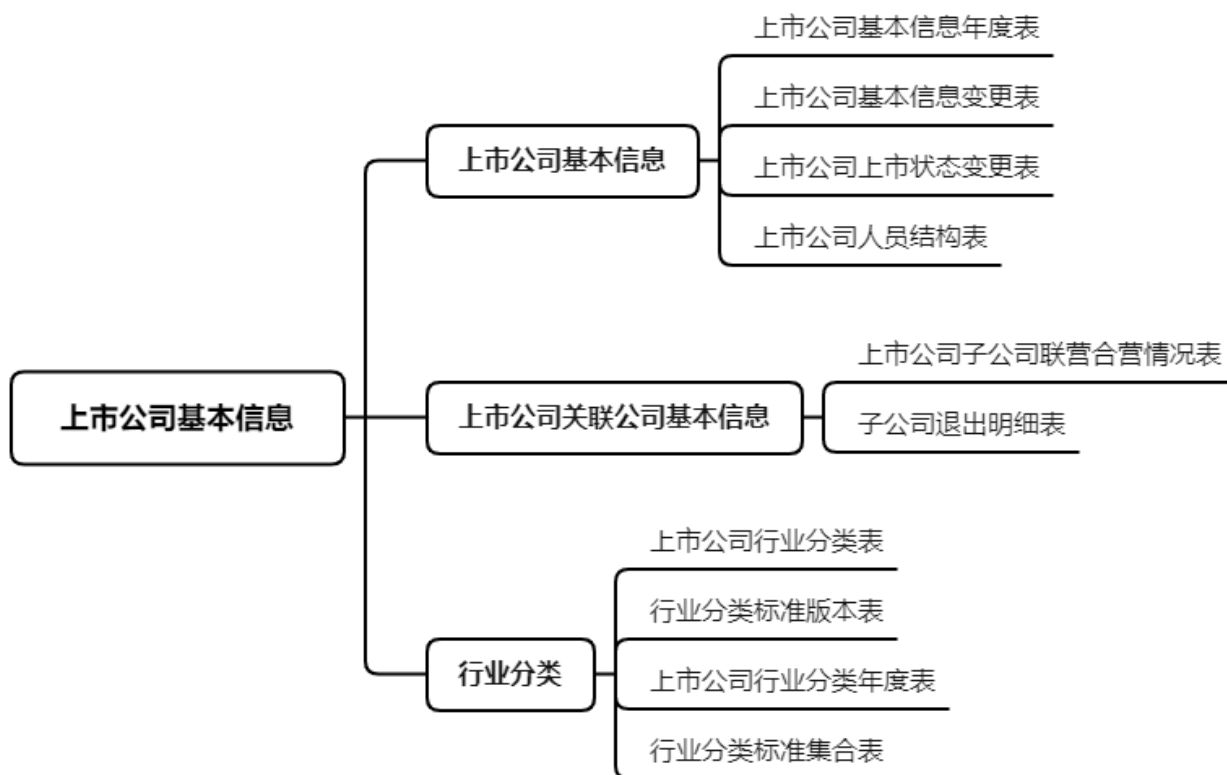 上市公司基本信息
上市公司基本信息
上市公司基本信息年度表
上市公司基本信息变更表
上市公司上市状态变更表
上市公司人员结构表
上市公司关联公司基本信息
上市公司子公司联营合营情况表
子公司退出明细表
行业分类
上市公司行业分类表
行业分类标准版本表
上市公司行业分类年度表
行业分类标准集合表